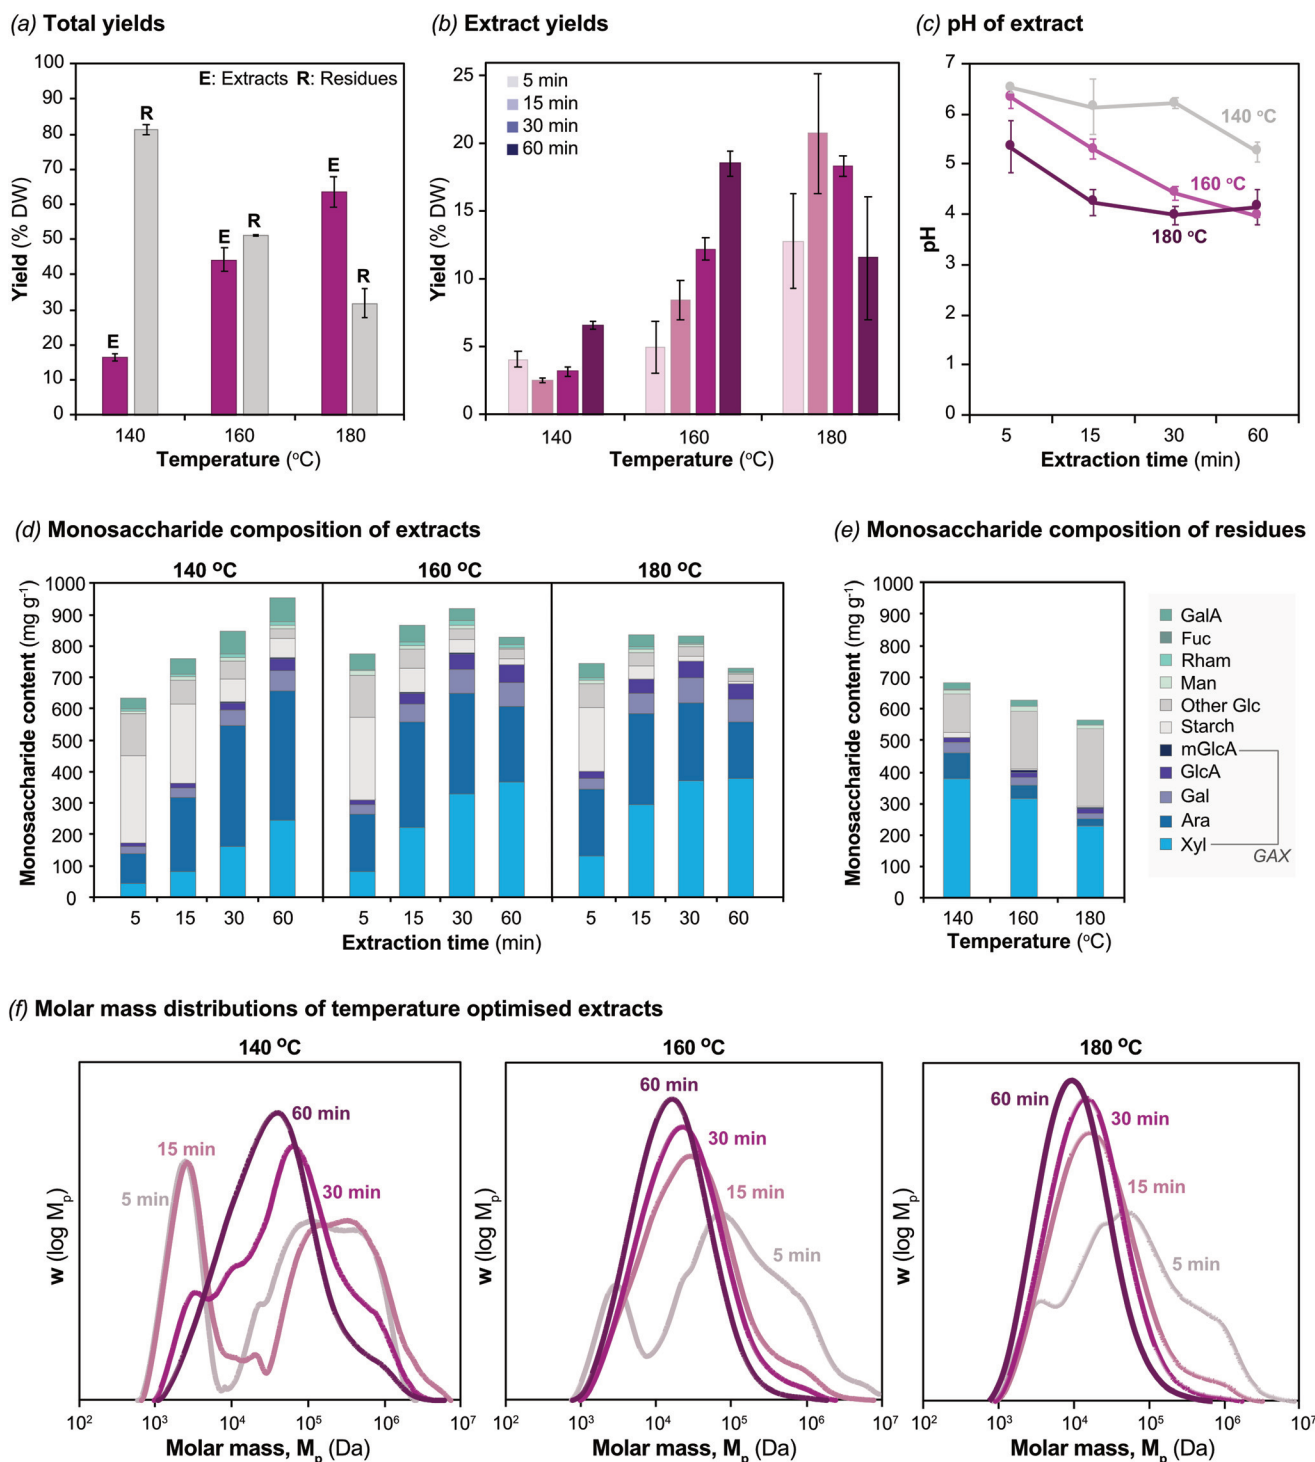 (a) Total yields
E: Extracts R: Residues
100
90
80
70
60
50
40
30
20
10
0
Yield (% DW)
E
R
E
R
E
R
140
160
180
Temperature (°C)
(b) Extract yields
5 min
15 min
30 min
60 min
25
20
15
10
5
0
Yield (% DW)
140
160
180
Temperature (°C)
(c) pH of extract
7
6
5
4
3
2
1
0
pH
140 °C
160 °C
180 °C
5
15
30
60
Extraction time (min)
(d) Monosaccharide composition of extracts
140 °C
160 °C
180 °C
1000
900
800
700
600
500
400
300
200
100
0
Monosaccharide content (mg g⁻¹)
5
15
30
60
5
15
30
60
5
15
30
60
Extraction time (min)
(e) Monosaccharide composition of residues
1000
900
800
700
600
500
400
300
200
100
0
Monosaccharide content (mg g⁻¹)
140
160
180
Temperature (°C)
GalA
Fuc
Rham
Man
Other Glc
Starch
mGlcA
GlcA
Gal
Ara
Xyl
GAX
(f) Molar mass distributions of temperature optimised extracts
140 °C
w (log Mₚ)
60 min
15 min
5 min
30 min
10²
10³
10⁴
10⁵
10⁶
10⁷
Molar mass, Mₚ (Da)
160 °C
w (log Mₚ)
60 min
30 min
15 min
5 min
10²
10³
10⁴
10⁵
10⁶
10⁷
Molar mass, Mₚ (Da)
180 °C
w (log Mₚ)
60 min
30 min
15 min
5 min
10²
10³
10⁴
10⁵
10⁶
10⁷
Molar mass, Mₚ (Da)